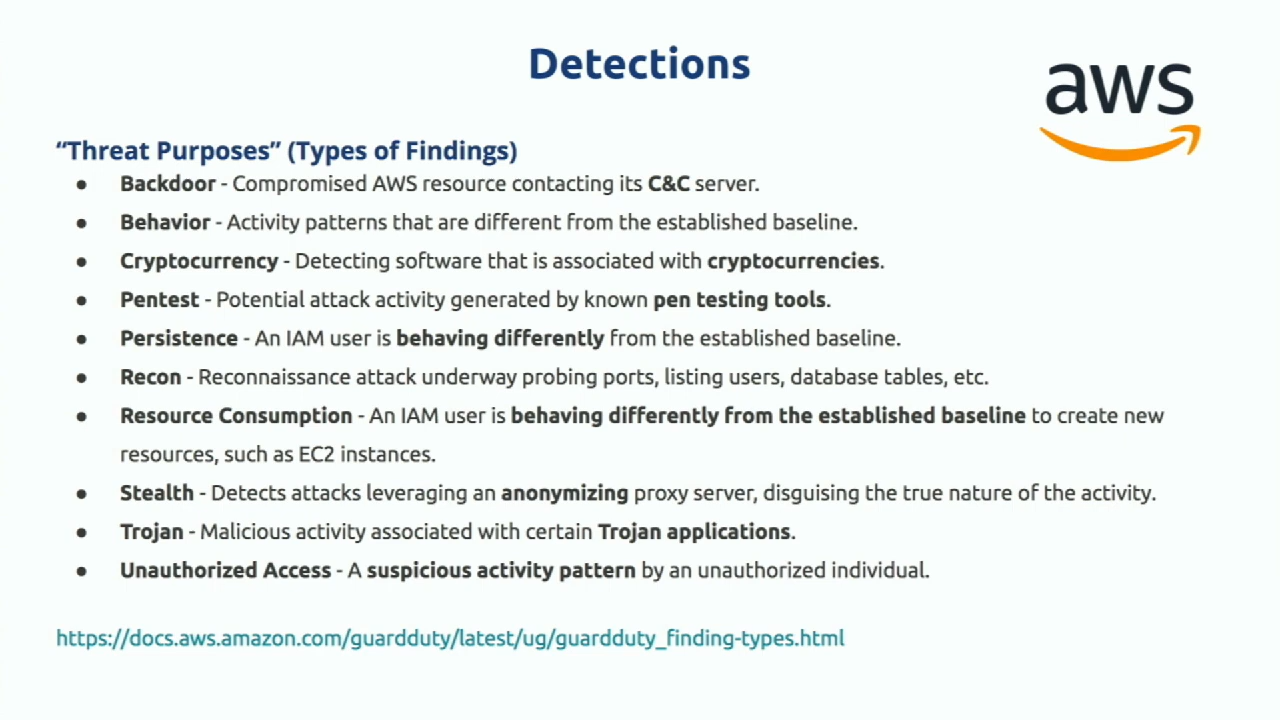 Detections
aws
“Threat Purposes” (Types of Findings)
● Backdoor - Compromised AWS resource contacting its C&C server.
● Behavior - Activity patterns that are different from the established baseline.
● Cryptocurrency - Detecting software that is associated with cryptocurrencies.
● Pentest - Potential attack activity generated by known pen testing tools.
● Persistence - An IAM user is behaving differently from the established baseline.
● Recon - Reconnaissance attack underway probing ports, listing users, database tables, etc.
● Resource Consumption - An IAM user is behaving differently from the established baseline to create new
resources, such as EC2 instances.
● Stealth - Detects attacks leveraging an anonymizing proxy server, disguising the true nature of the activity.
● Trojan - Malicious activity associated with certain Trojan applications.
● Unauthorized Access - A suspicious activity pattern by an unauthorized individual.
https://docs.aws.amazon.com/guardduty/latest/ug/guardduty_finding-types.html